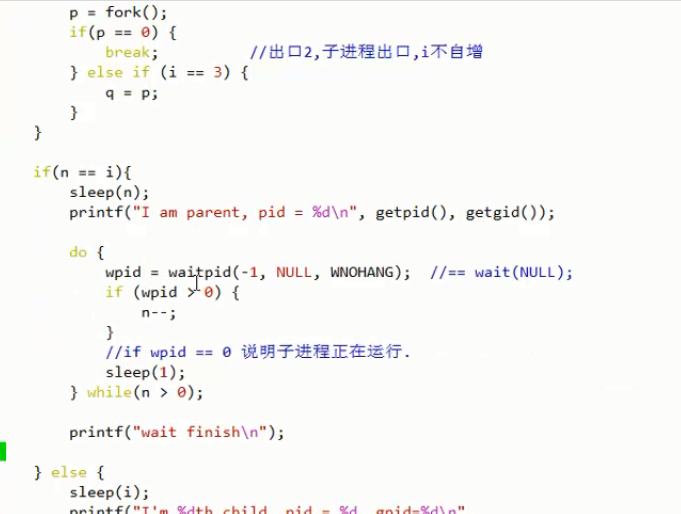 p = fork();
if(p == 0) {
break; //出口2,子进程出口,i不自增
} else if (i == 3) {
q = p;
}
}
if(n == i){
sleep(n);
printf("I am parent, pid = %d\n", getpid(), getgid());
do {
wpid = waitpid(-1, NULL, WNOHANG); //== wait(NULL);
if (wpid > 0) {
n--;
}
//if wpid == 0 说明子进程正在运行.
sleep(1);
} while(n > 0);
printf("wait finish\n");
} else {
sleep(i);
printf("I'm %dth child, pid = %d, gpid=%d\n"